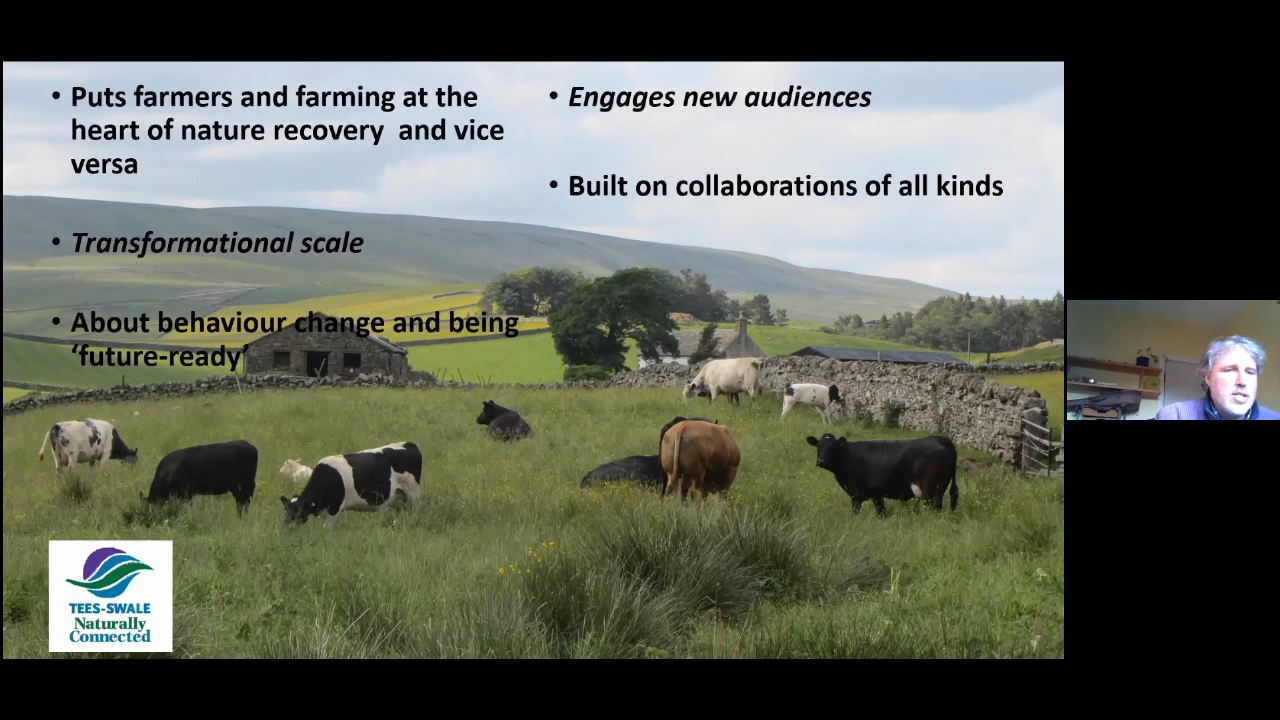 • Puts farmers and farming at the
heart of nature recovery and vice
versa
• Transformational scale
• About behaviour change and being
‘future-ready’
• Engages new audiences
• Built on collaborations of all kinds
TEES-SWALE
Naturally
Connected